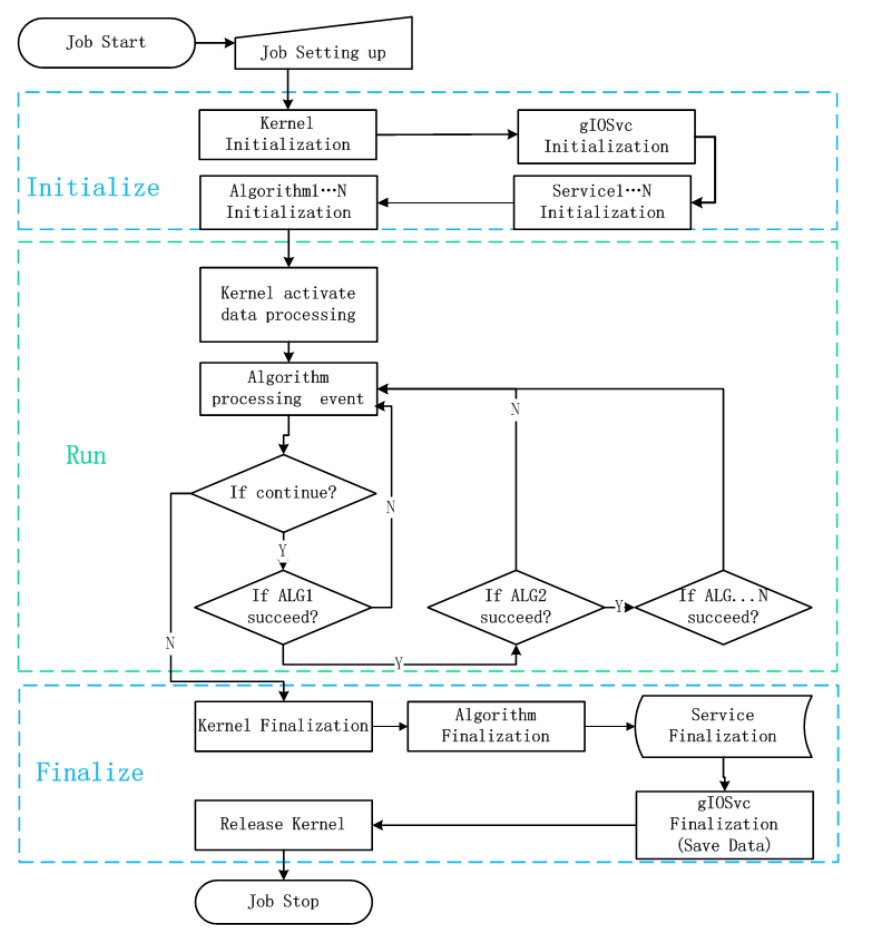 Job Start
Job Setting up
Kernel
Initialization
gIOSvc
Initialization
Initialize
Algorithm1…N
Initialization
Service1…N
Initialization
Kernel activate
data processing
Algorithm
processing event
N
Run
If continue?
N
Y
If ALG1
succeed?
If ALG2
succeed?
Y
If ALG...N
succeed?
N
Y
Kernel Finalization
Algorithm
Finalization
Service
Finalization
Finalize
Release Kernel
gIOSvc
Finalization
(Save Data)
Job Stop